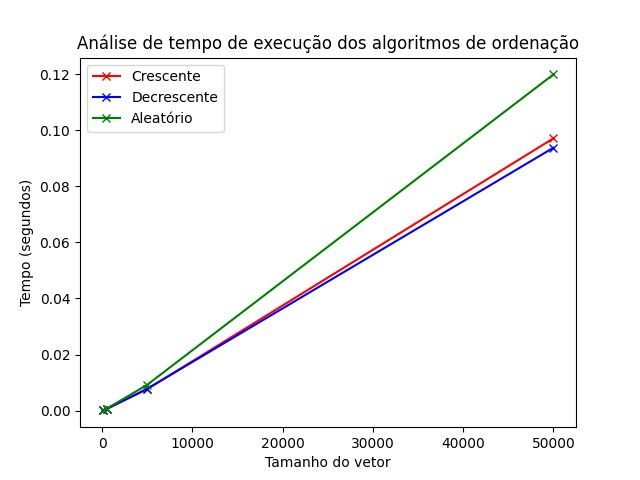 Análise de tempo de execução dos algoritmos de ordenação
Crescente
Decrescente
Aleatório
0.12
0.10
0.08
0.06
0.04
0.02
0.00
Tempo (segundos)
0 10000 20000 30000 40000 50000
Tamanho do vetor